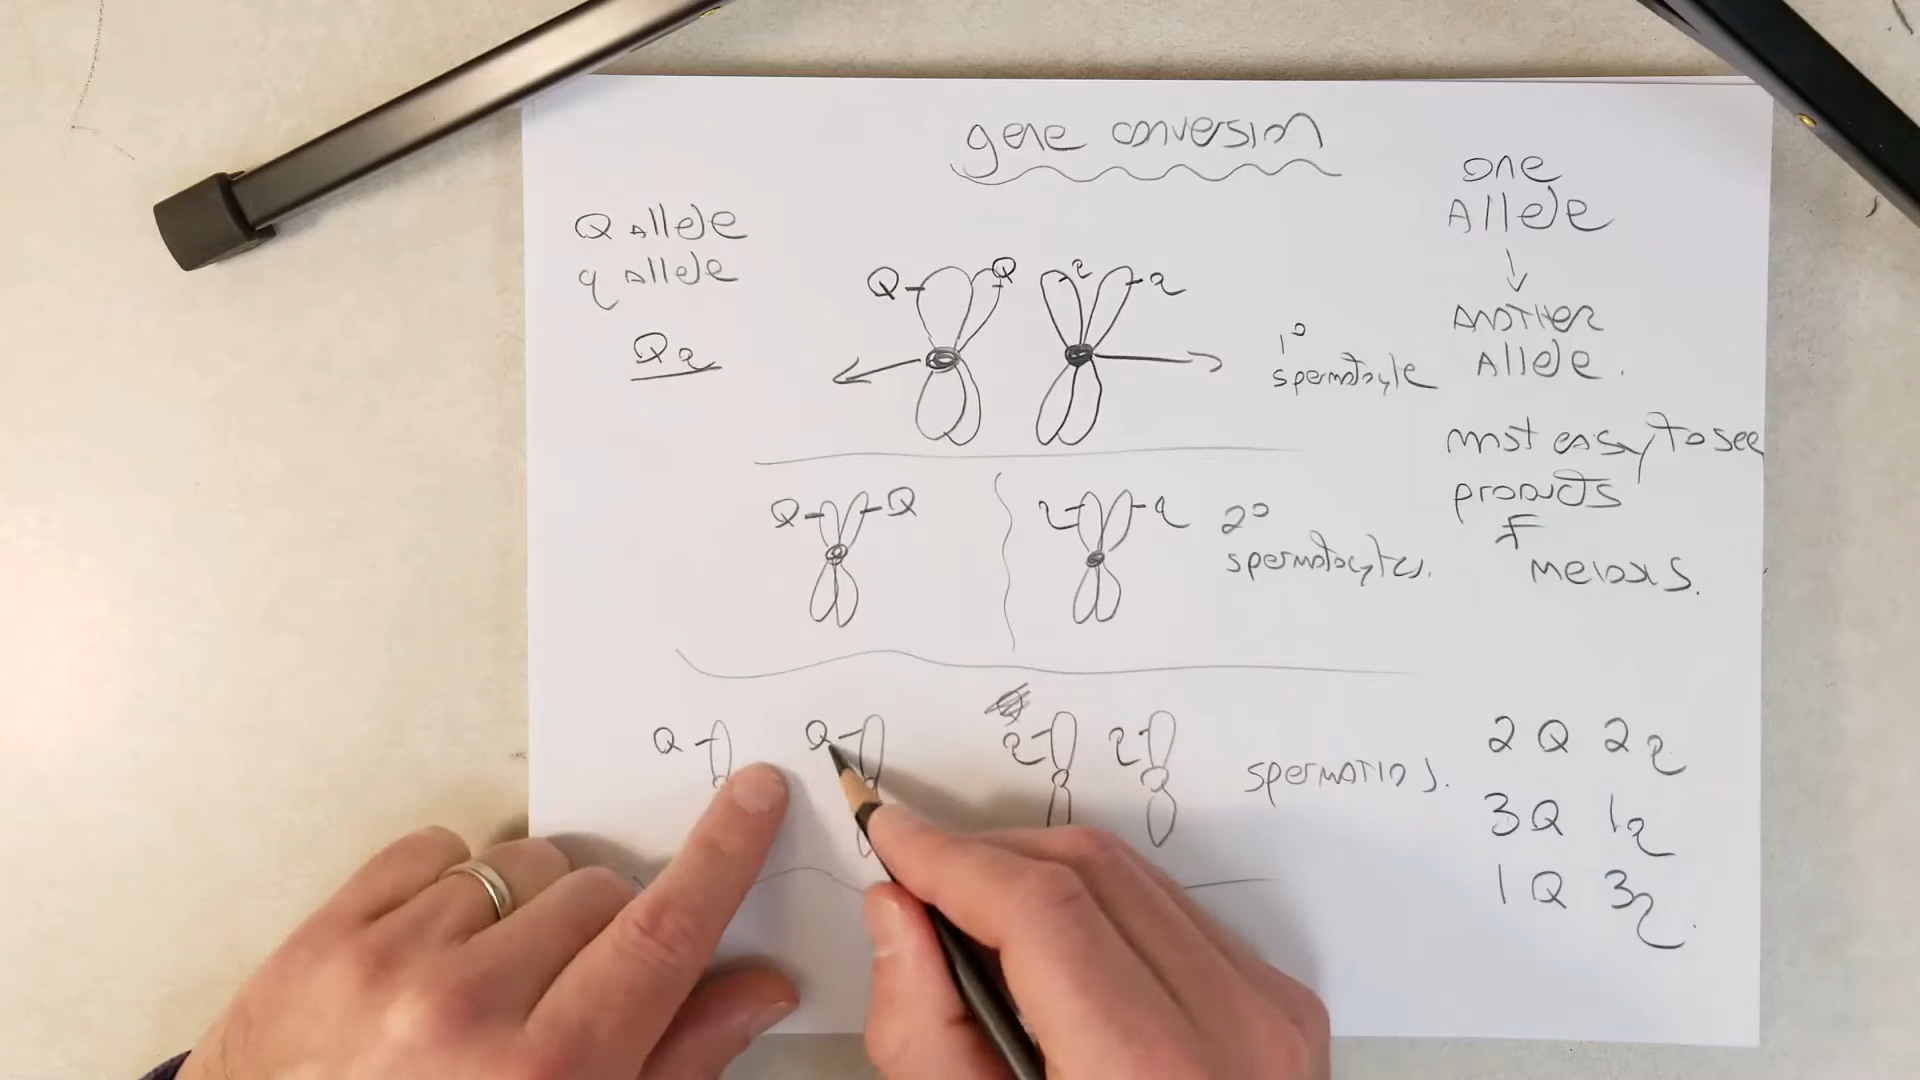 gene conversion
Q allele
q allele
Qq
one
Allele
↓
Another
Allele.
most easy to see
products
of
meiosis.
Q Q q q
1° spermatocyte
Q Q q q
2° spermatocytes.
Q Q q q
spermatids.
2Q 2q
3Q 1q
1Q 3q.